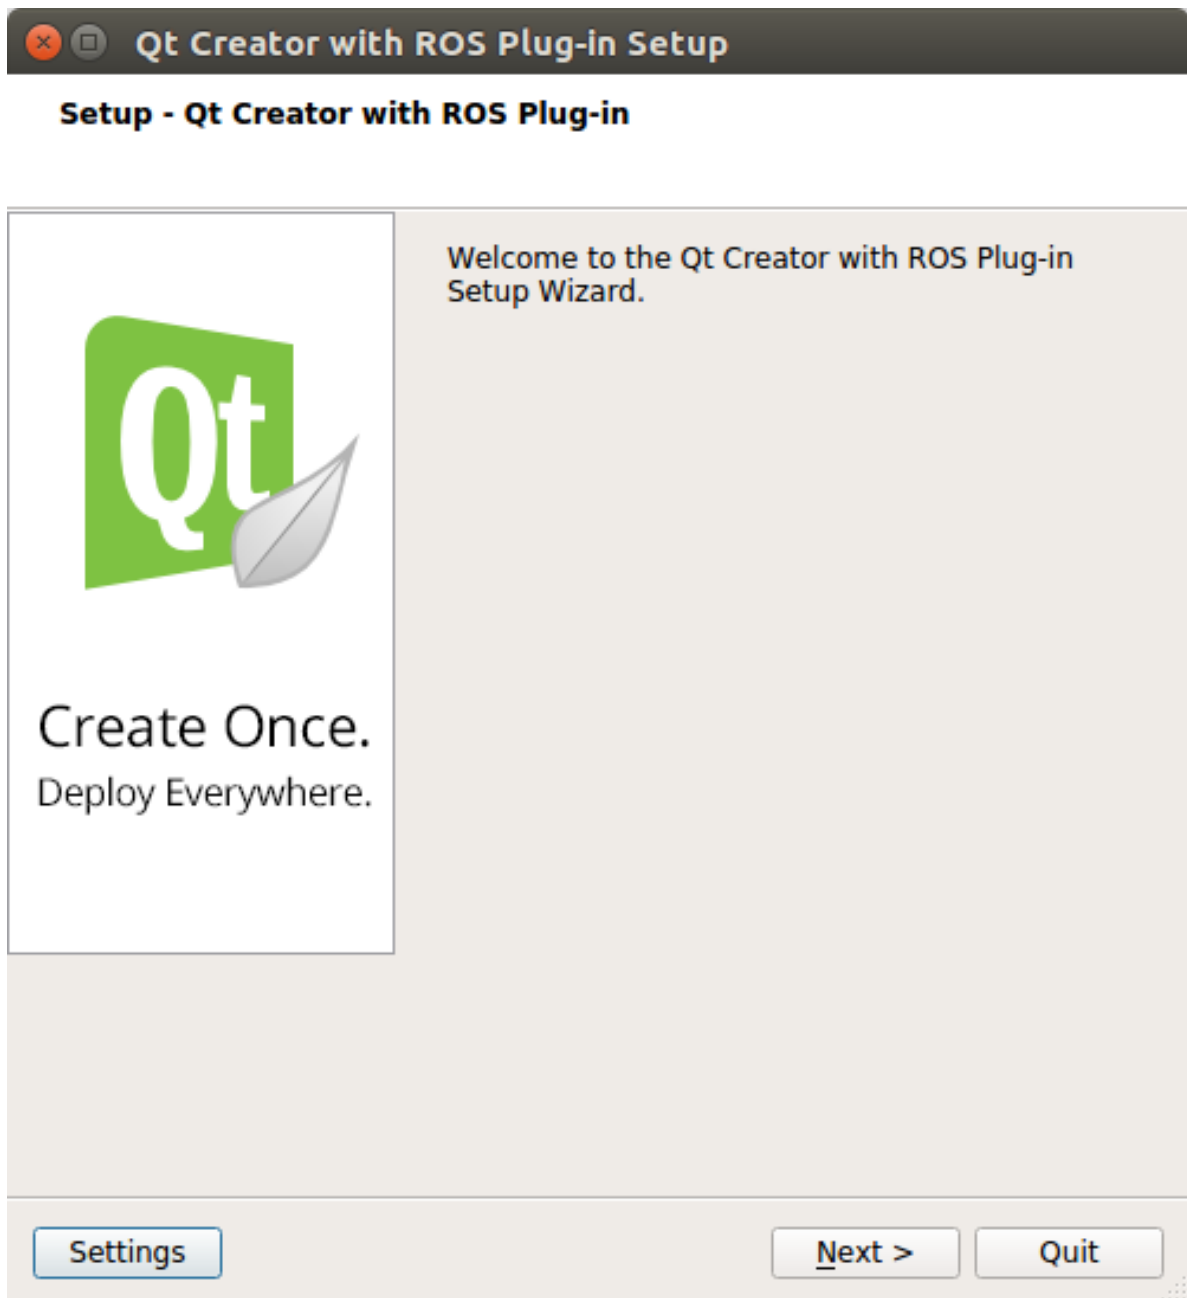 Qt Creator with ROS Plug-in Setup
Setup - Qt Creator with ROS Plug-in
Welcome to the Qt Creator with ROS Plug-in
Setup Wizard.
Qt
Create Once.
Deploy Everywhere.
Settings
Next >
Quit